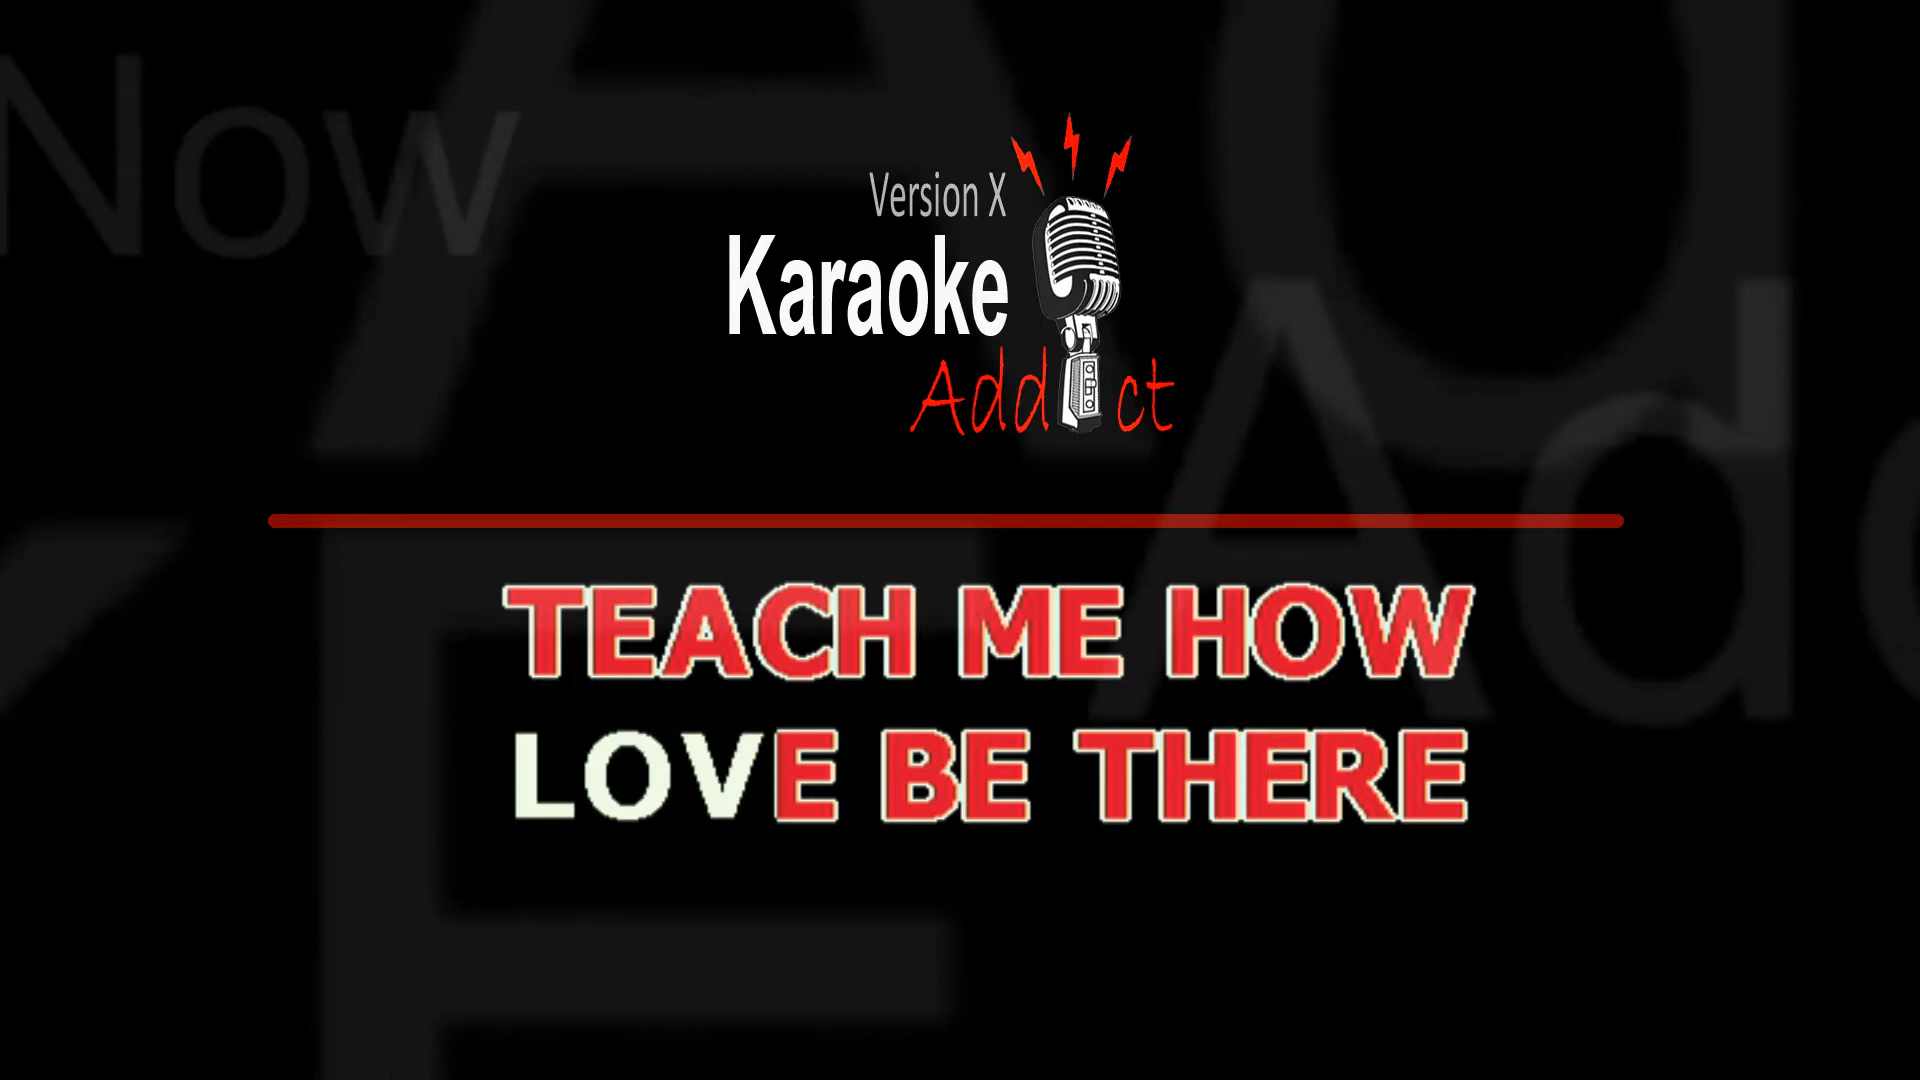 Now
Version X
Karaoke
Addict
TEACH ME HOW
LOVE BE THERE